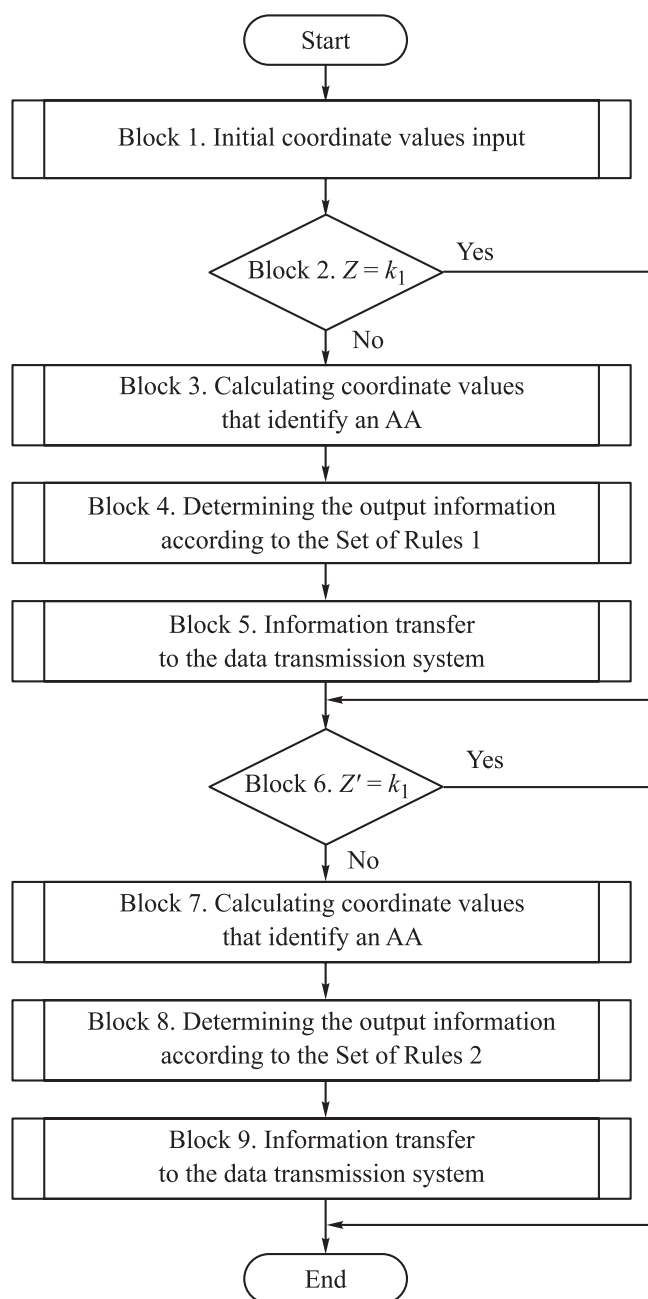 Start
Block 1. Initial coordinate values input
Block 2. Z = k₁
Yes
No
Block 3. Calculating coordinate values
that identify an AA
Block 4. Determining the output information
according to the Set of Rules 1
Block 5. Information transfer
to the data transmission system
Block 6. Z′ = k₁
Yes
No
Block 7. Calculating coordinate values
that identify an AA
Block 8. Determining the output information
according to the Set of Rules 2
Block 9. Information transfer
to the data transmission system
End